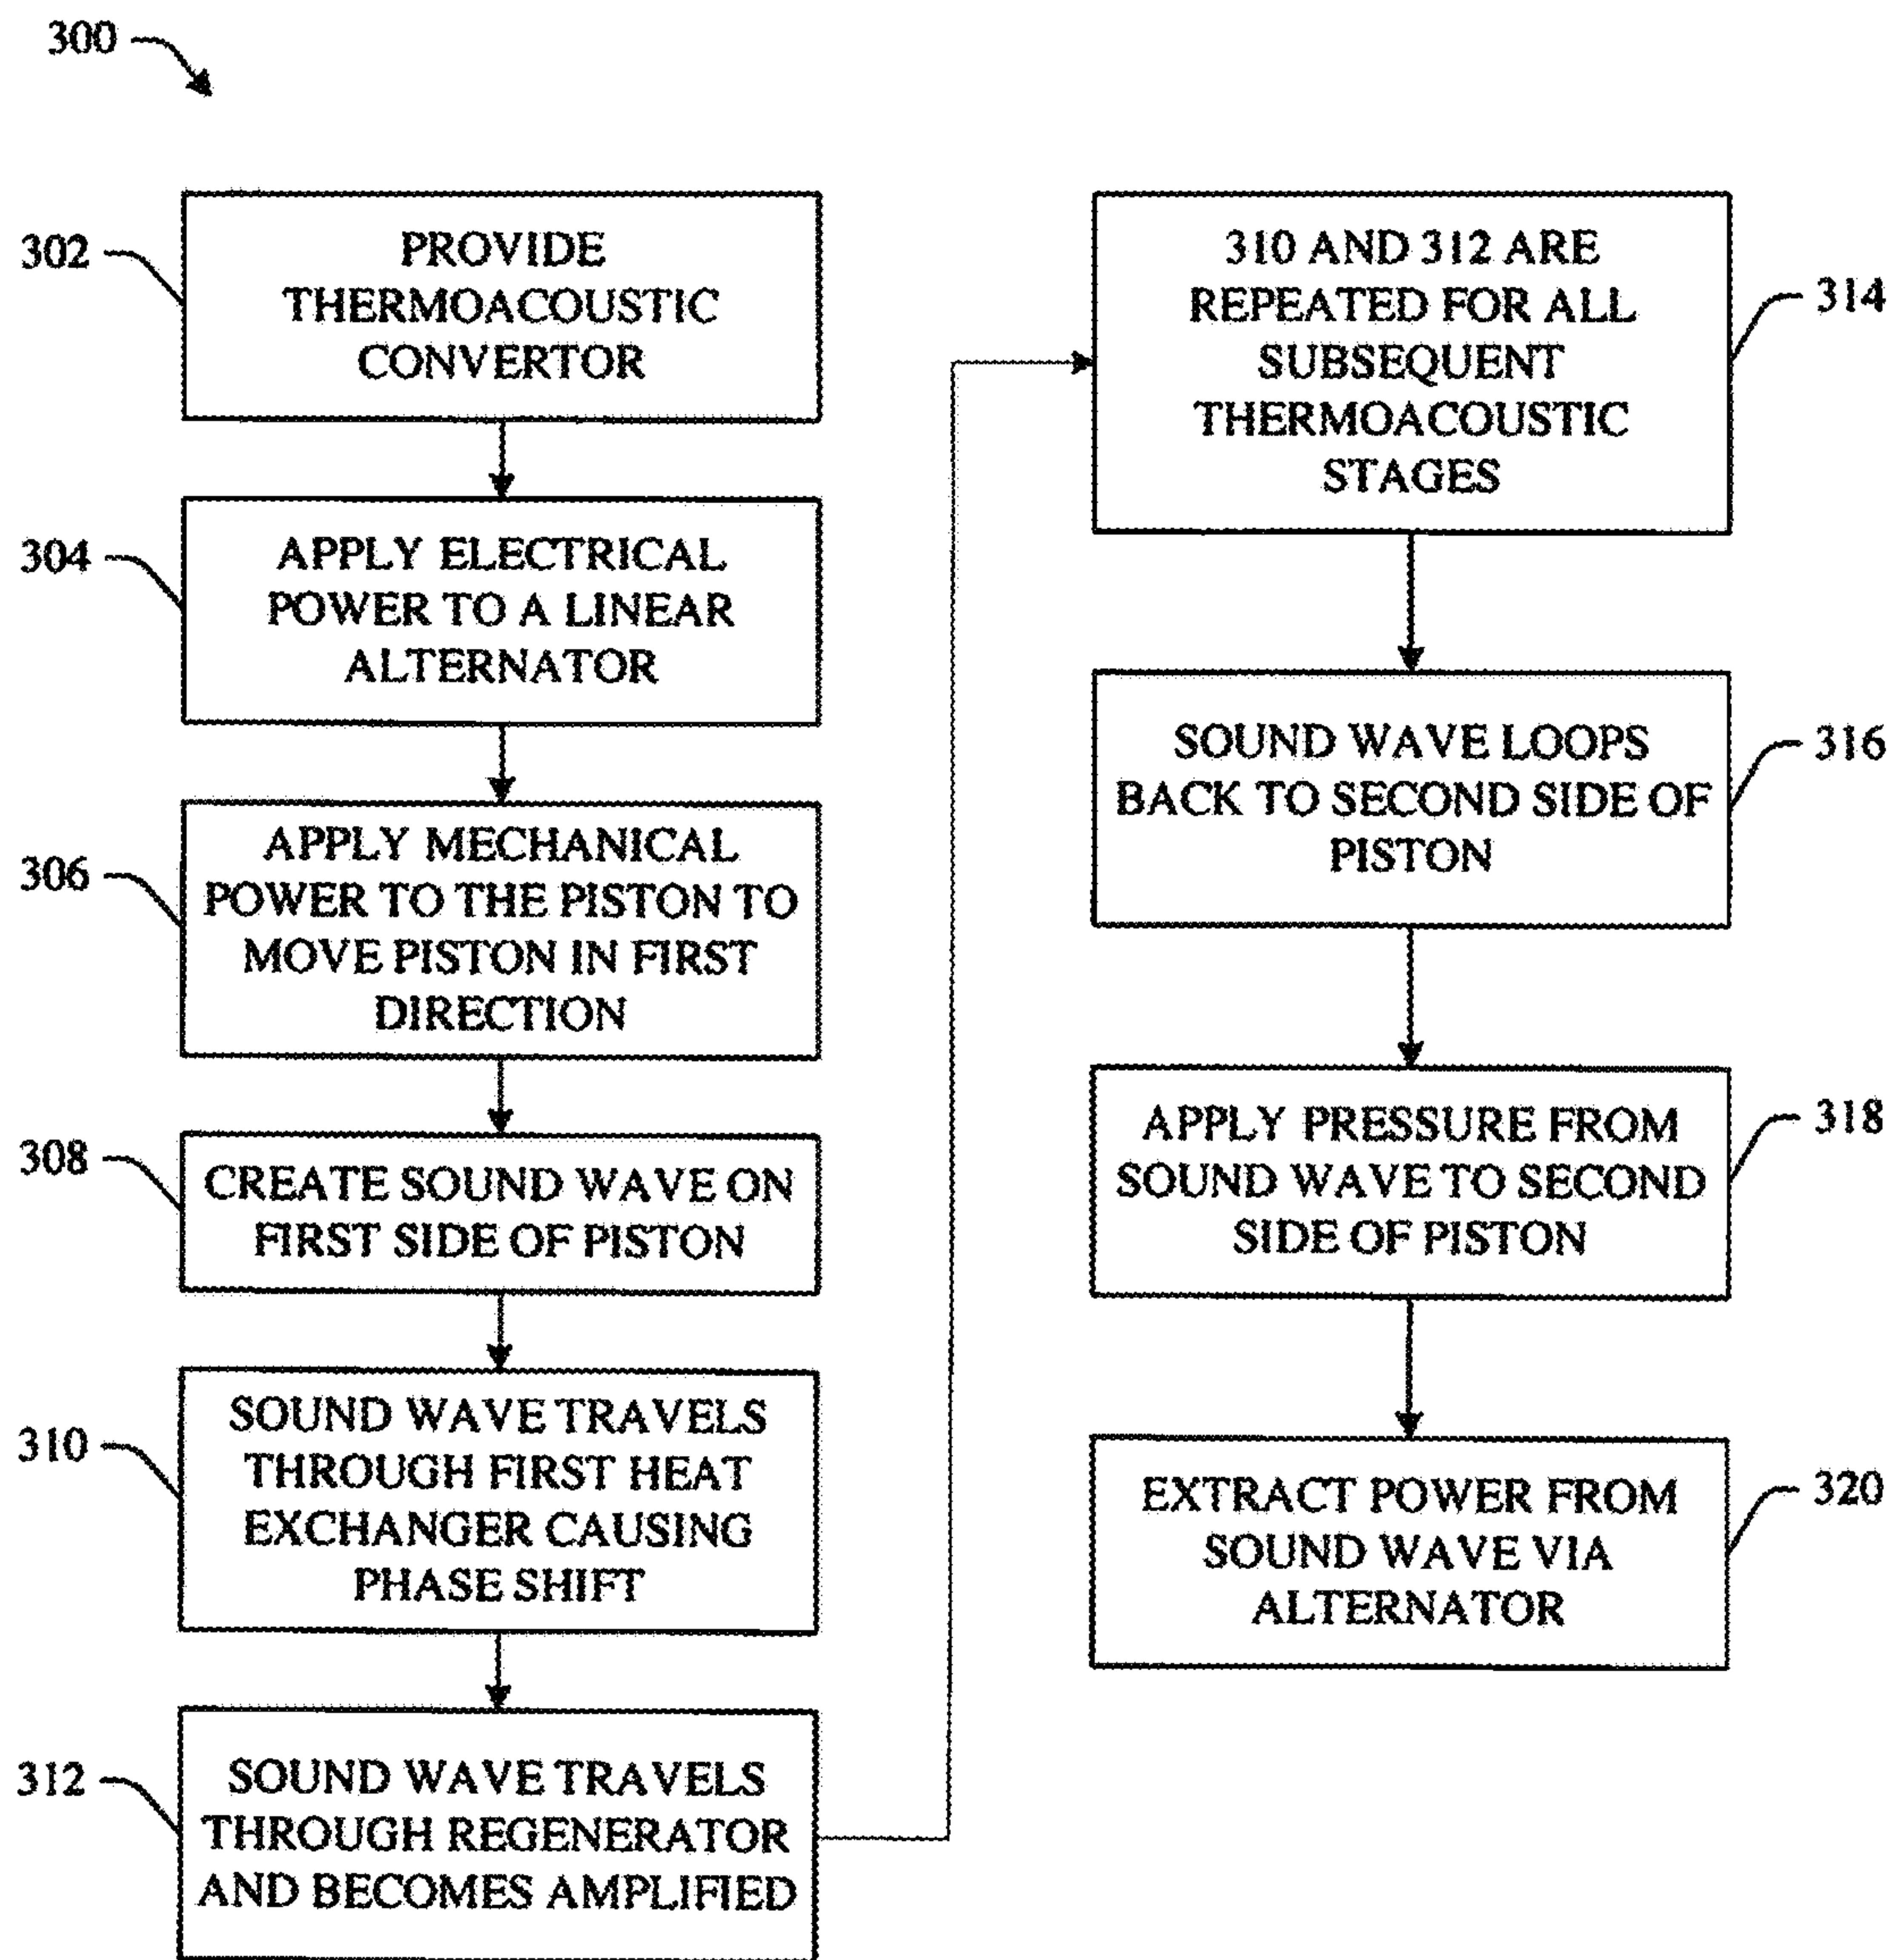 300
302
PROVIDE
THERMOACOUSTIC
CONVERTOR
304
APPLY ELECTRICAL
POWER TO A LINEAR
ALTERNATOR
306
APPLY MECHANICAL
POWER TO THE PISTON TO
MOVE PISTON IN FIRST
DIRECTION
308
CREATE SOUND WAVE ON
FIRST SIDE OF PISTON
310
SOUND WAVE TRAVELS
THROUGH FIRST HEAT
EXCHANGER CAUSING
PHASE SHIFT
312
SOUND WAVE TRAVELS
THROUGH REGENERATOR
AND BECOMES AMPLIFIED
310 AND 312 ARE
REPEATED FOR ALL
SUBSEQUENT
THERMOACOUSTIC
STAGES
314
SOUND WAVE LOOPS
BACK TO SECOND SIDE OF
PISTON
316
APPLY PRESSURE FROM
SOUND WAVE TO SECOND
SIDE OF PISTON
318
EXTRACT POWER FROM
SOUND WAVE VIA
ALTERNATOR
320